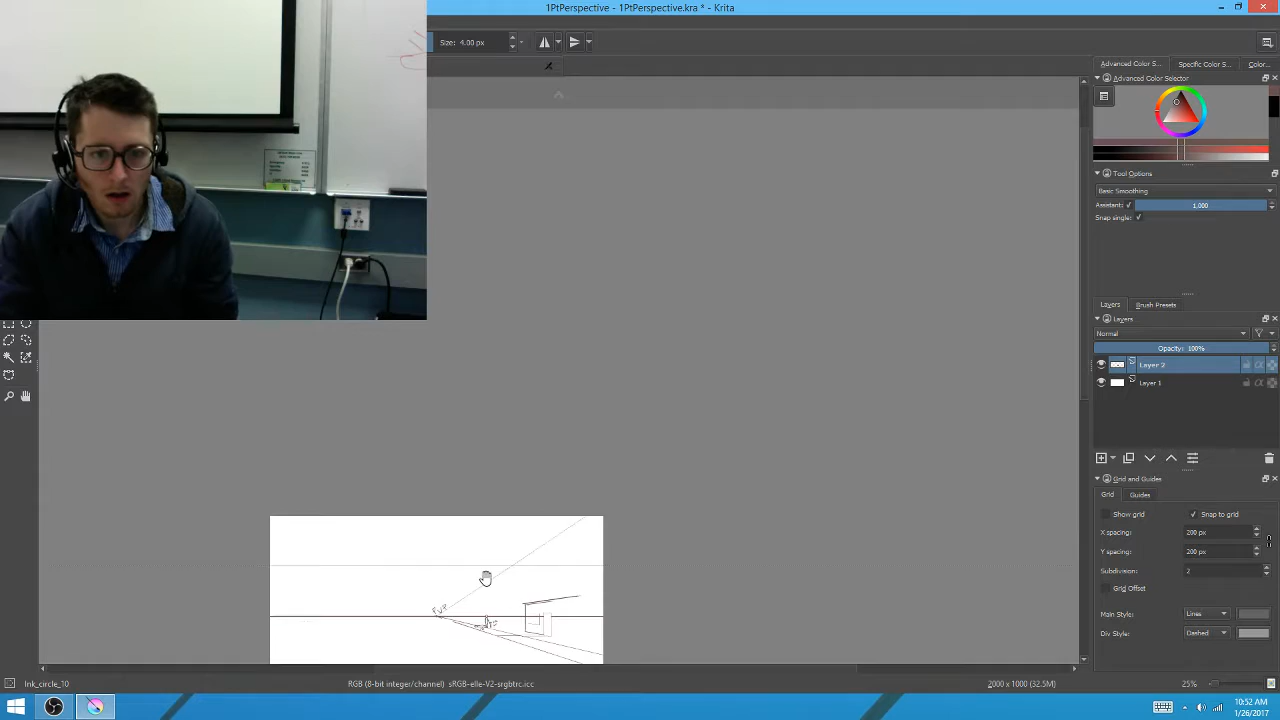 1PtPerspective - 1PtPerspective.kra * - Krita
Size: 4.00 px
Advanced Color S...
Specific Color S...
Color...
Advanced Color Selector
Tool Options
Basic Smoothing
Assistant:
1,000
Snap single:
Layers
Brush Presets
Layers
Normal
Opacity: 100%
Layer 2
Layer 1
Grid and Guides
Grid
Guides
Show grid
Snap to grid
X spacing:
200 px
Y spacing:
200 px
Subdivision:
2
Grid Offset
Main Style:
Lines
Div Style:
Dashed
Ink_circle_10
RGB (8-bit integer/channel) sRGB-elle-V2-srgbtrc.icc
2000 x 1000 (32.5M)
25%
10:52 AM
1/26/2017